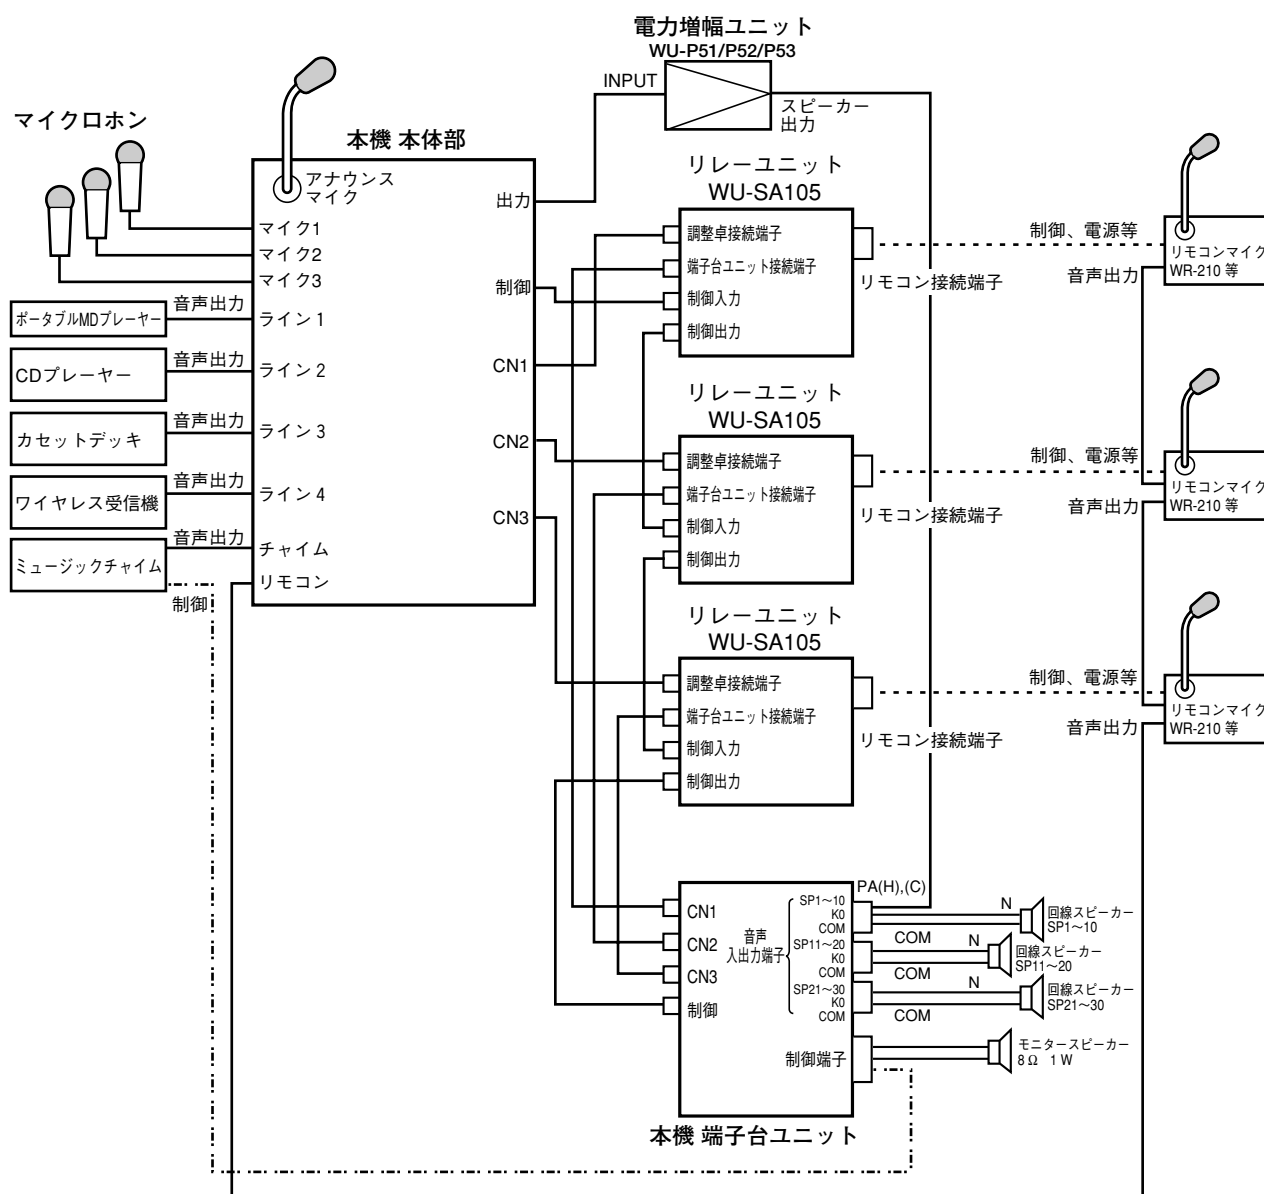 電力増幅ユニット
WU-P51/P52/P53
INPUT
スピーカー
出力
マイクロホン
本機 本体部
アナウンス
マイク
出力
マイク1
マイク2
マイク3
制御
音声出力
ポータブルMDプレーヤー
ライン 1
音声出力
CDプレーヤー
ライン 2
CN1
音声出力
カセットデッキ
ライン 3
CN2
音声出力
ワイヤレス受信機
ライン 4
CN3
音声出力
ミュージックチャイム
チャイム
リモコン
制御
リレーユニット
WU-SA105
調整卓接続端子
端子台ユニット接続端子
制御入力
制御出力
リモコン接続端子
制御、電源等
音声出力
リモコンマイク
WR-210 等
リレーユニット
WU-SA105
調整卓接続端子
端子台ユニット接続端子
制御入力
制御出力
リモコン接続端子
制御、電源等
音声出力
リモコンマイク
WR-210 等
リレーユニット
WU-SA105
調整卓接続端子
端子台ユニット接続端子
制御入力
制御出力
リモコン接続端子
制御、電源等
音声出力
リモコンマイク
WR-210 等
PA(H),(C)
CN1
CN2
CN3
制御
音声
入出力端子
SP1〜10
K0
COM
SP11〜20
K0
COM
SP21〜30
K0
COM
制御端子
N
COM
回線スピーカー
SP1〜10
N
COM
回線スピーカー
SP11〜20
N
COM
回線スピーカー
SP21〜30
モニタースピーカー
8Ω 1W
本機 端子台ユニット